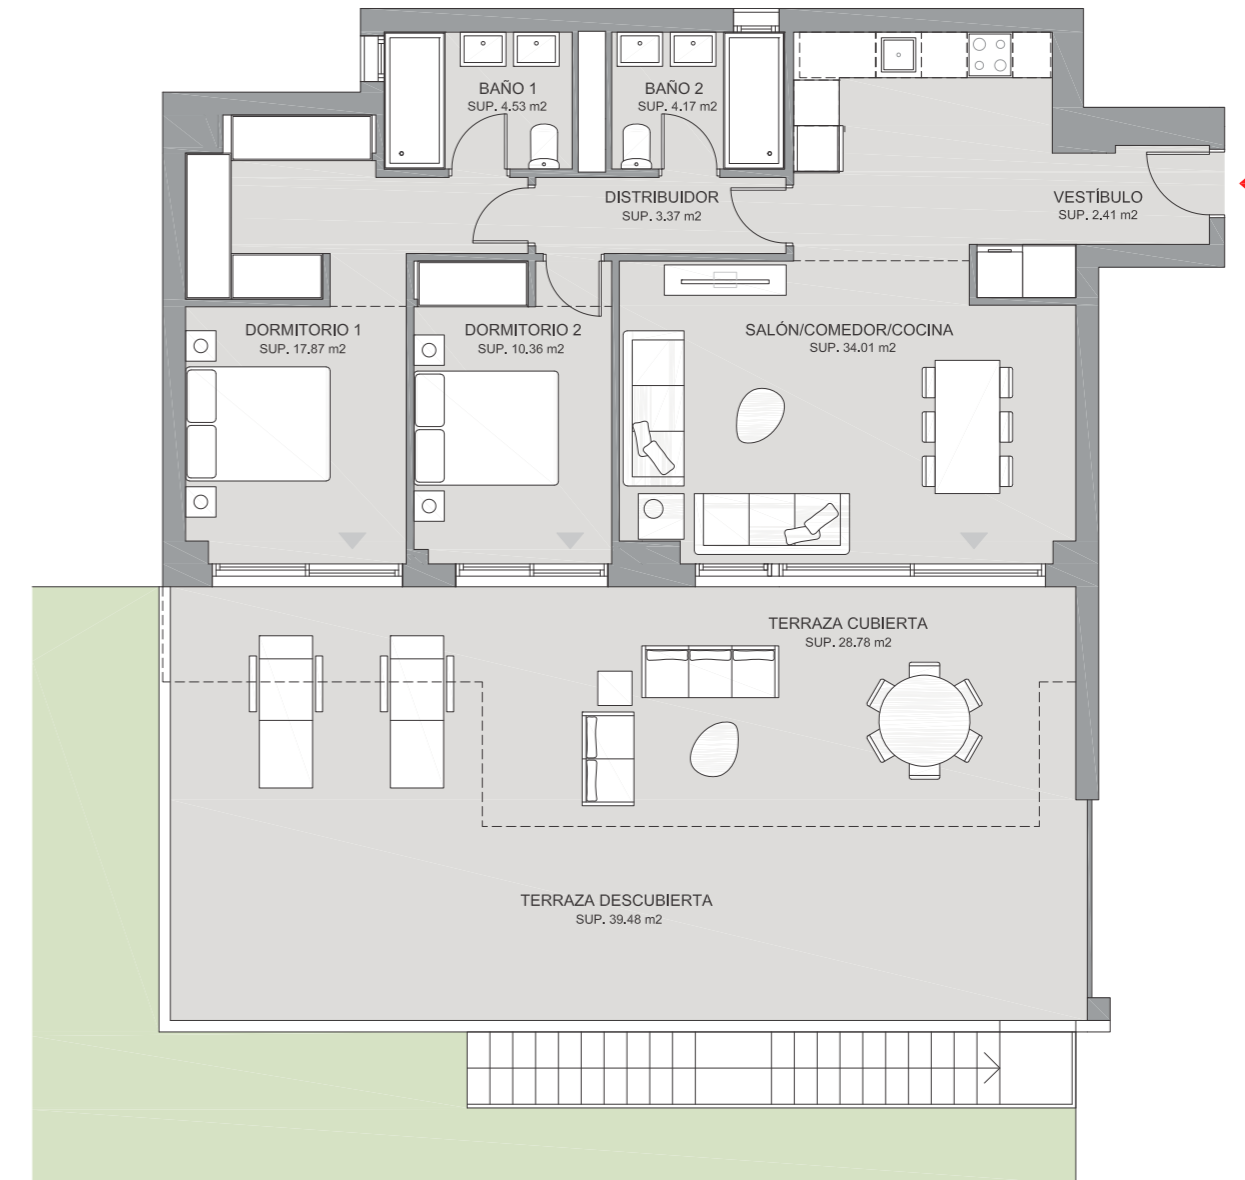 BAÑO 1
SUP. 4.53 m2
BAÑO 2
SUP. 4.17 m2
DISTRIBUIDOR
SUP. 3.37 m2
VESTÍBULO
SUP. 2.41 m2
DORMITORIO 1
SUP. 17.87 m2
DORMITORIO 2
SUP. 10.36 m2
SALÓN/COMEDOR/COCINA
SUP. 34.01 m2
TERRAZA CUBIERTA
SUP. 28.78 m2
TERRAZA DESCUBIERTA
SUP. 39.48 m2